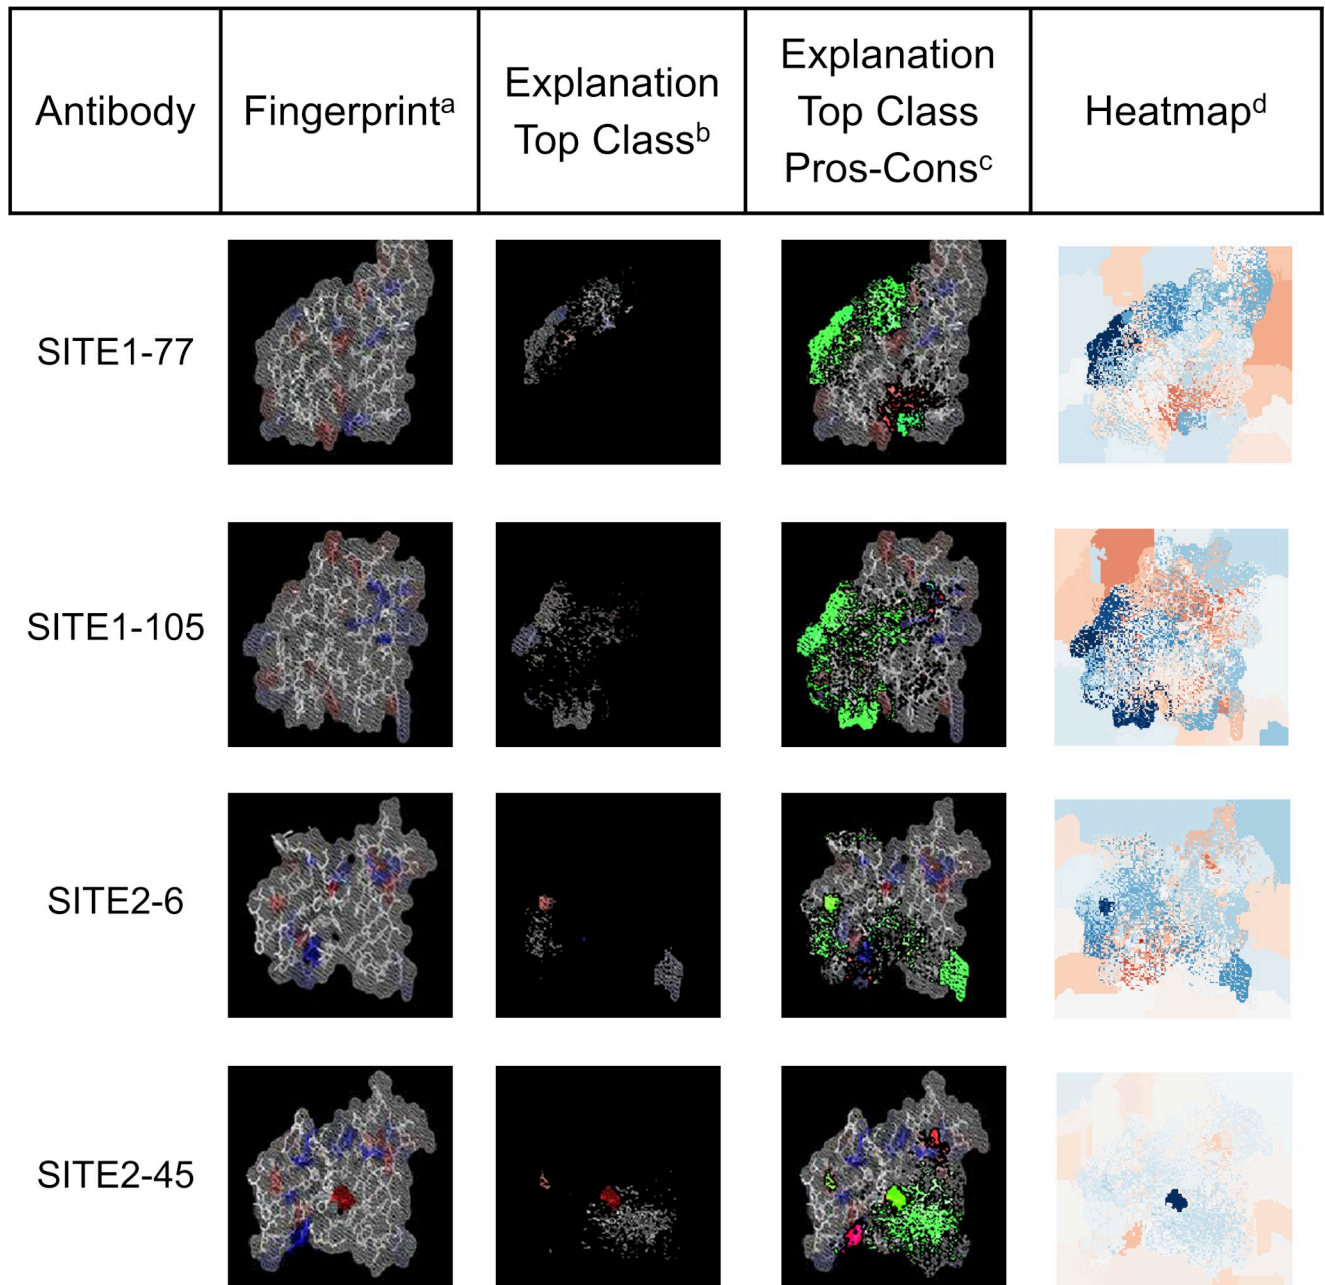 Antibody
Fingerprintᵃ
Explanation
Top Classᵇ
Explanation
Top Class
Pros-Consᶜ
Heatmapᵈ
SITE1-77
SITE1-105
SITE2-6
SITE2-45